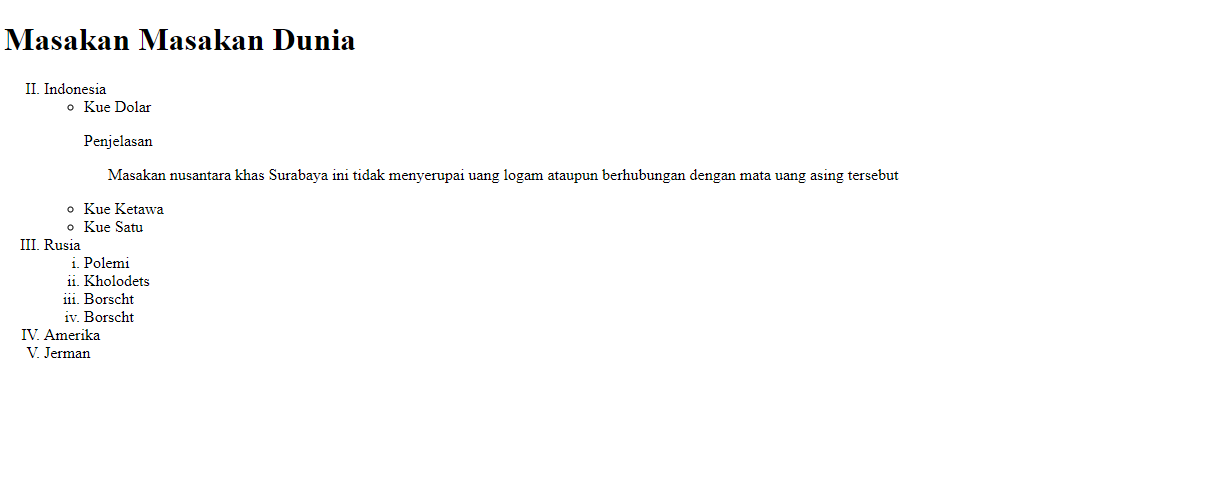 Masakan Masakan Dunia
II. Indonesia
Kue Dolar
Penjelasan
Masakan nusantara khas Surabaya ini tidak menyerupai uang logam ataupun berhubungan dengan mata uang asing tersebut
Kue Ketawa
Kue Satu
III. Rusia
i. Polemi
ii. Kholodets
iii. Borscht
iv. Borscht
IV. Amerika
V. Jerman